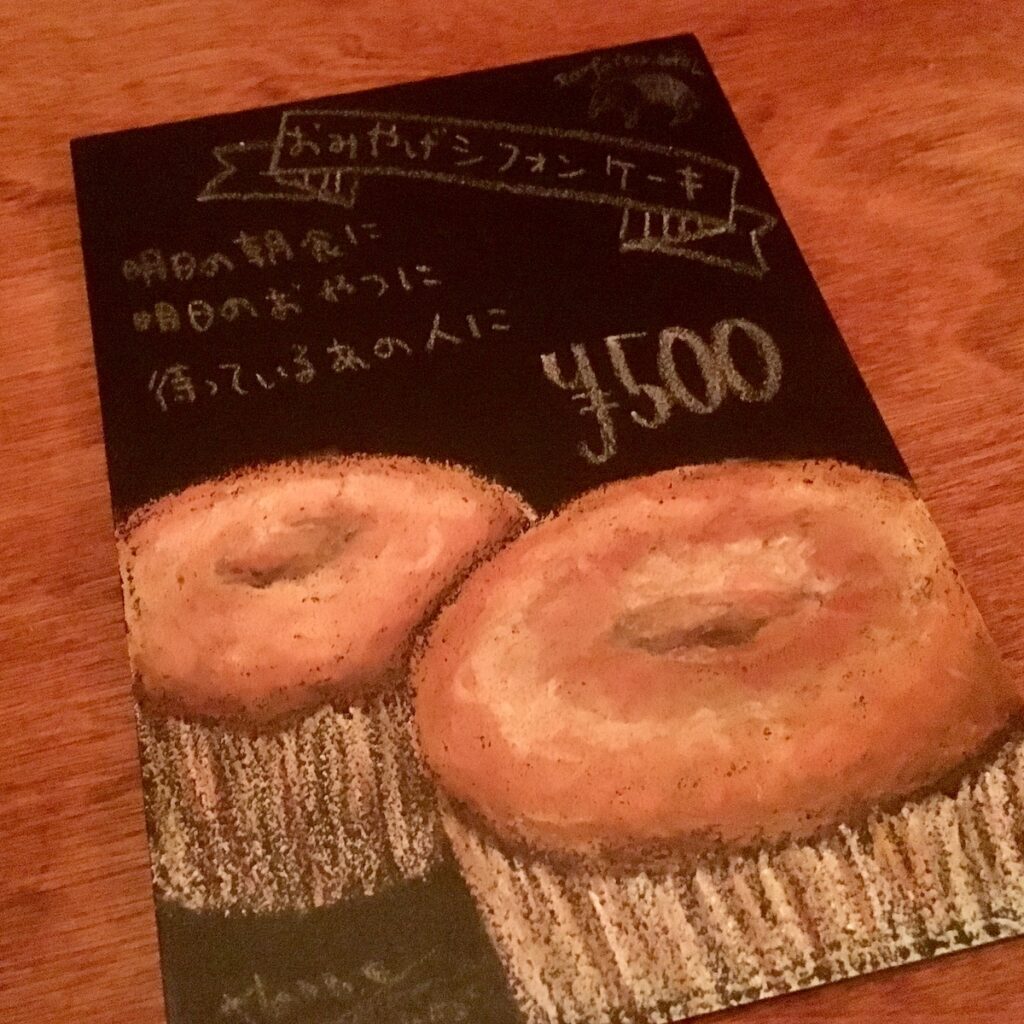 おみやげシフォンケーキ
明日の朝食に
明日のおやつに
待っているあの人に
¥500